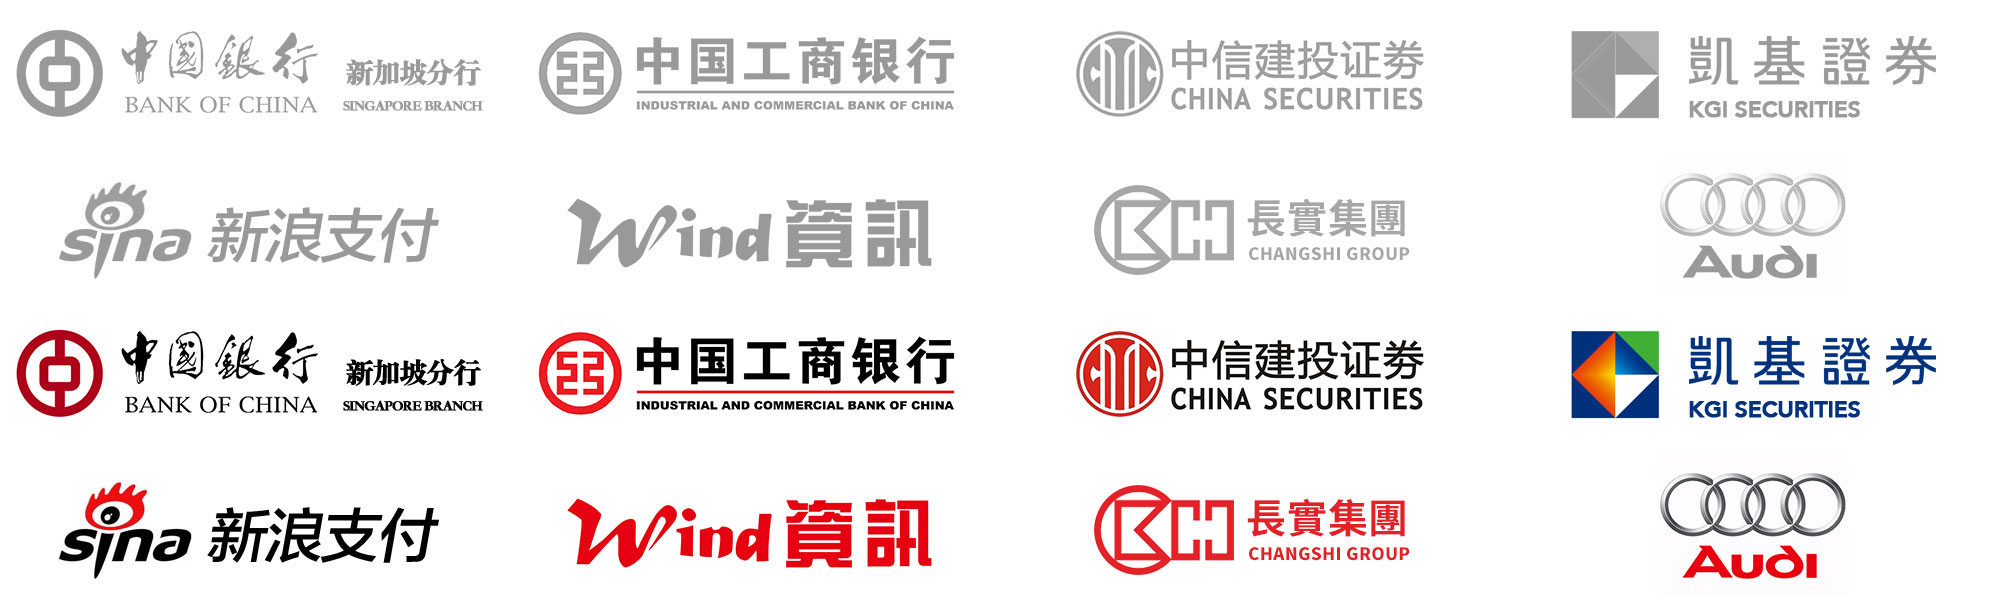 中國銀行 新加坡分行
BANK OF CHINA SINGAPORE BRANCH
中国工商银行
INDUSTRIAL AND COMMERCIAL BANK OF CHINA
中信建投证券
CHINA SECURITIES
凱基證券
KGI SECURITIES
sina 新浪支付
Wind 資訊
長實集團
CHANGSHI GROUP
Audi
中國銀行 新加坡分行
BANK OF CHINA SINGAPORE BRANCH
中国工商银行
INDUSTRIAL AND COMMERCIAL BANK OF CHINA
中信建投证券
CHINA SECURITIES
凱基證券
KGI SECURITIES
sina 新浪支付
Wind 資訊
長實集團
CHANGSHI GROUP
Audi